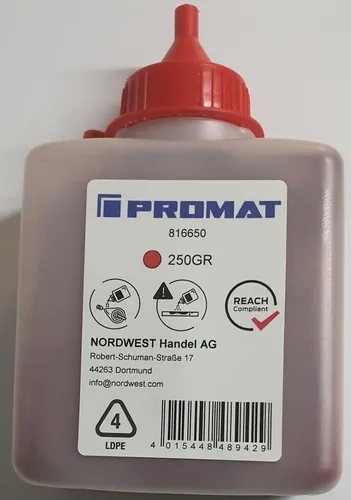 PROMAT
816650
250GR
REACH
Compliant
NORDWEST Handel AG
Robert-Schuman-Straße 17
44263 Dortmund
info@nordwest.com
4
LDPE
4 015448 489429